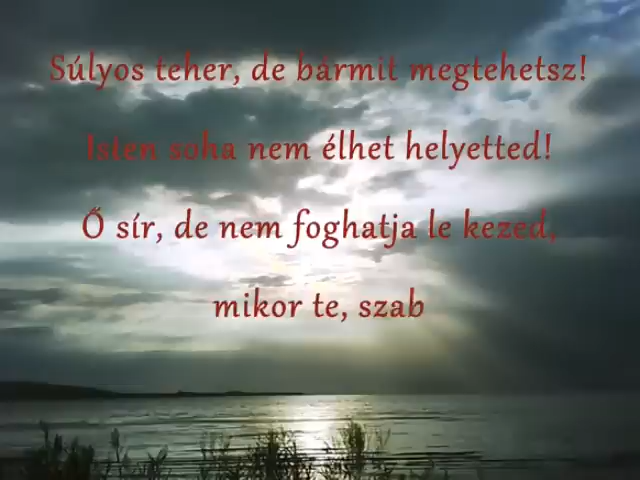 Súlyos teher, de bármit megtehetsz!
Isten soha nem élhet helyetted!
Ő sír, de nem foghatja le kezed,
mikor te, szab